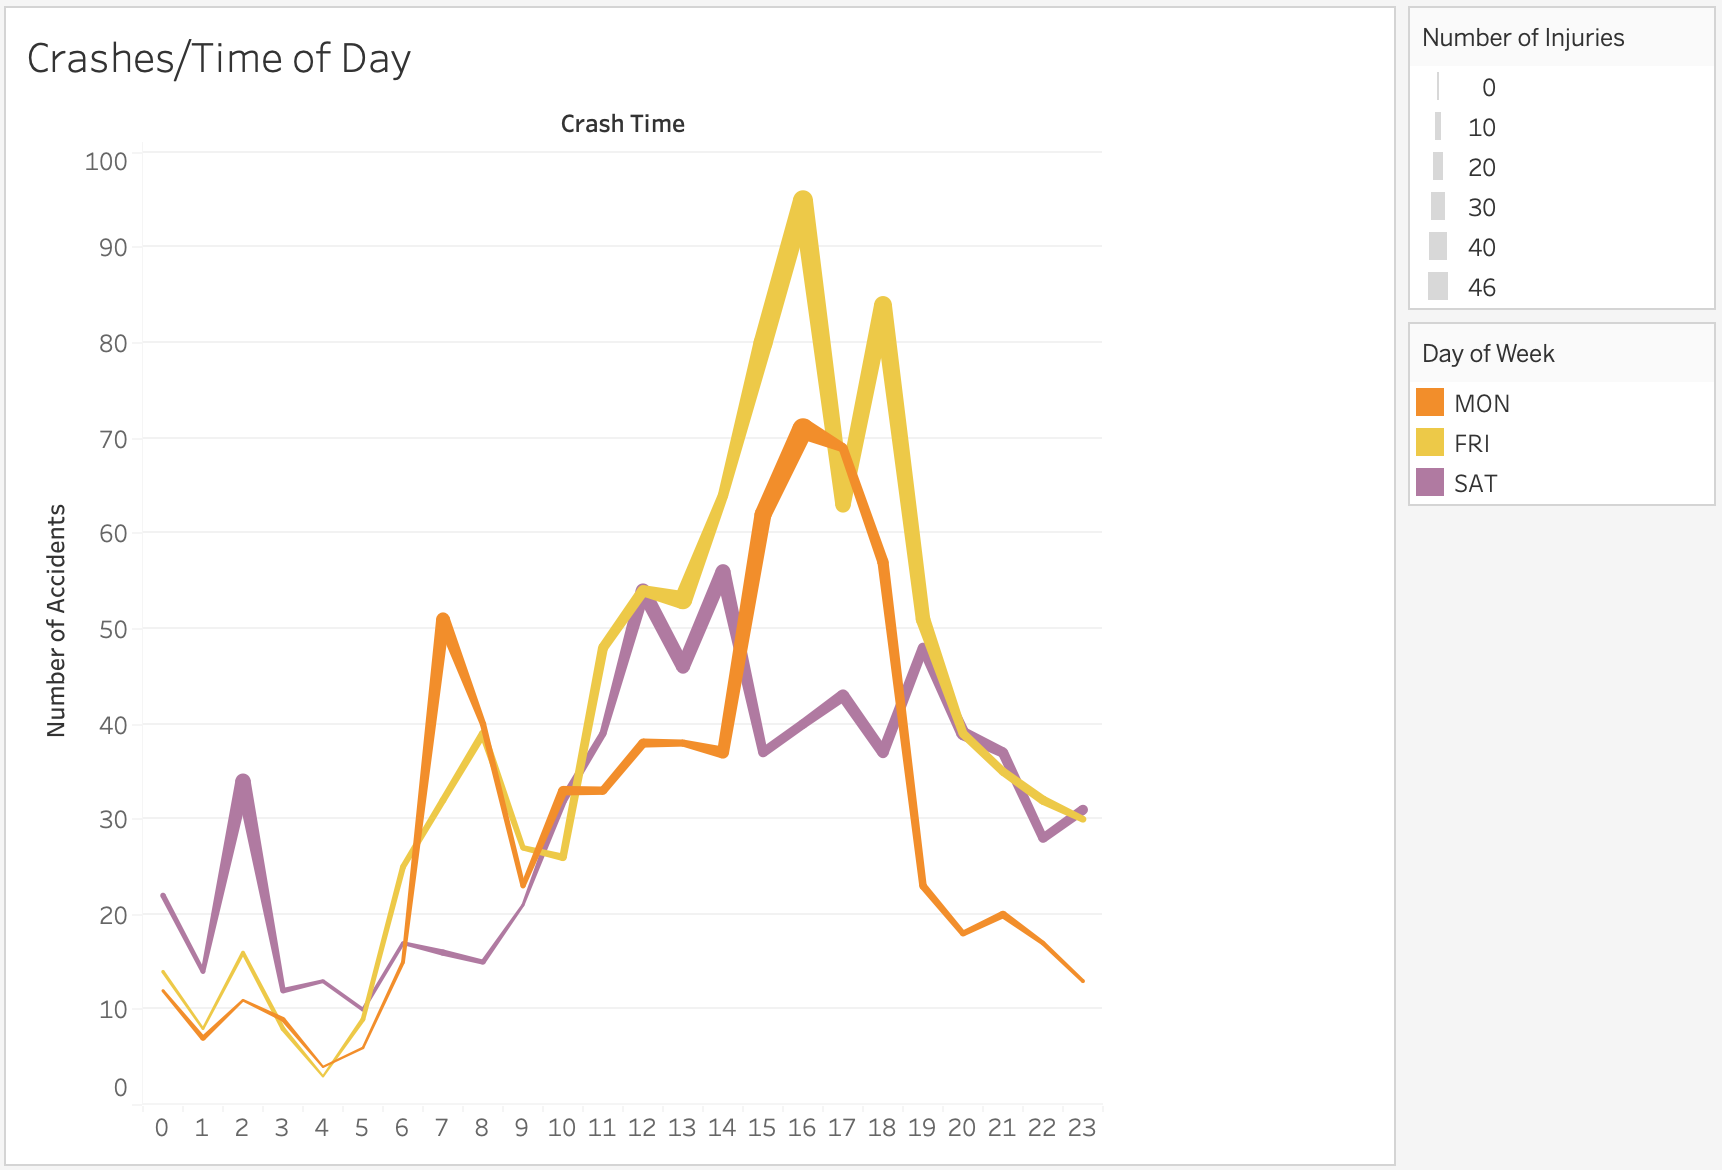 Crashes/Time of Day
Crash Time
Number of Accidents
100
90
80
70
60
50
40
30
20
10
0
0 1 2 3 4 5 6 7 8 9 10 11 12 13 14 15 16 17 18 19 20 21 22 23
Number of Injuries
0
10
20
30
40
46
Day of Week
MON
FRI
SAT